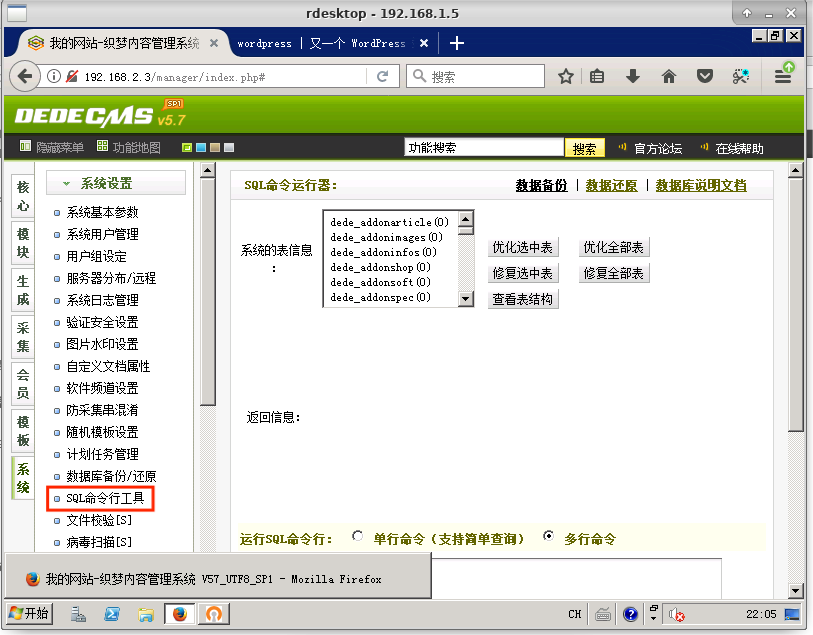 rdesktop - 192.168.1.5
我的网站-织梦内容管理系统
wordpress | 又一个 WordPress
192.168.2.3/manager/index.php#
搜索
DEDECMS SP1 v5.7
隐藏菜单 功能地图
功能搜索 搜索 官方论坛 在线帮助
核心
模块
生成
采集
会员
模板
系统
系统设置
系统基本参数
系统用户管理
用户组设定
服务器分布/远程
系统日志管理
验证安全设置
图片水印设置
自定义文档属性
软件频道设置
防采集串混淆
随机模板设置
计划任务管理
数据库备份/还原
SQL命令行工具
文件校验[S]
病毒扫描[S]
SQL命令运行器: 数据备份 | 数据还原 | 数据库说明文档
系统的表信息:
dede_addonarticle(0)
dede_addonimages(0)
dede_addoninfos(0)
dede_addonshop(0)
dede_addonsoft(0)
dede_addonspec(0)
优化选中表 优化全部表
修复选中表 修复全部表
查看表结构
返回信息:
运行SQL命令行: 单行命令（支持简单查询） 多行命令
我的网站-织梦内容管理系统 V57_UTF8_SP1 - Mozilla Firefox
开始 CH 22:05